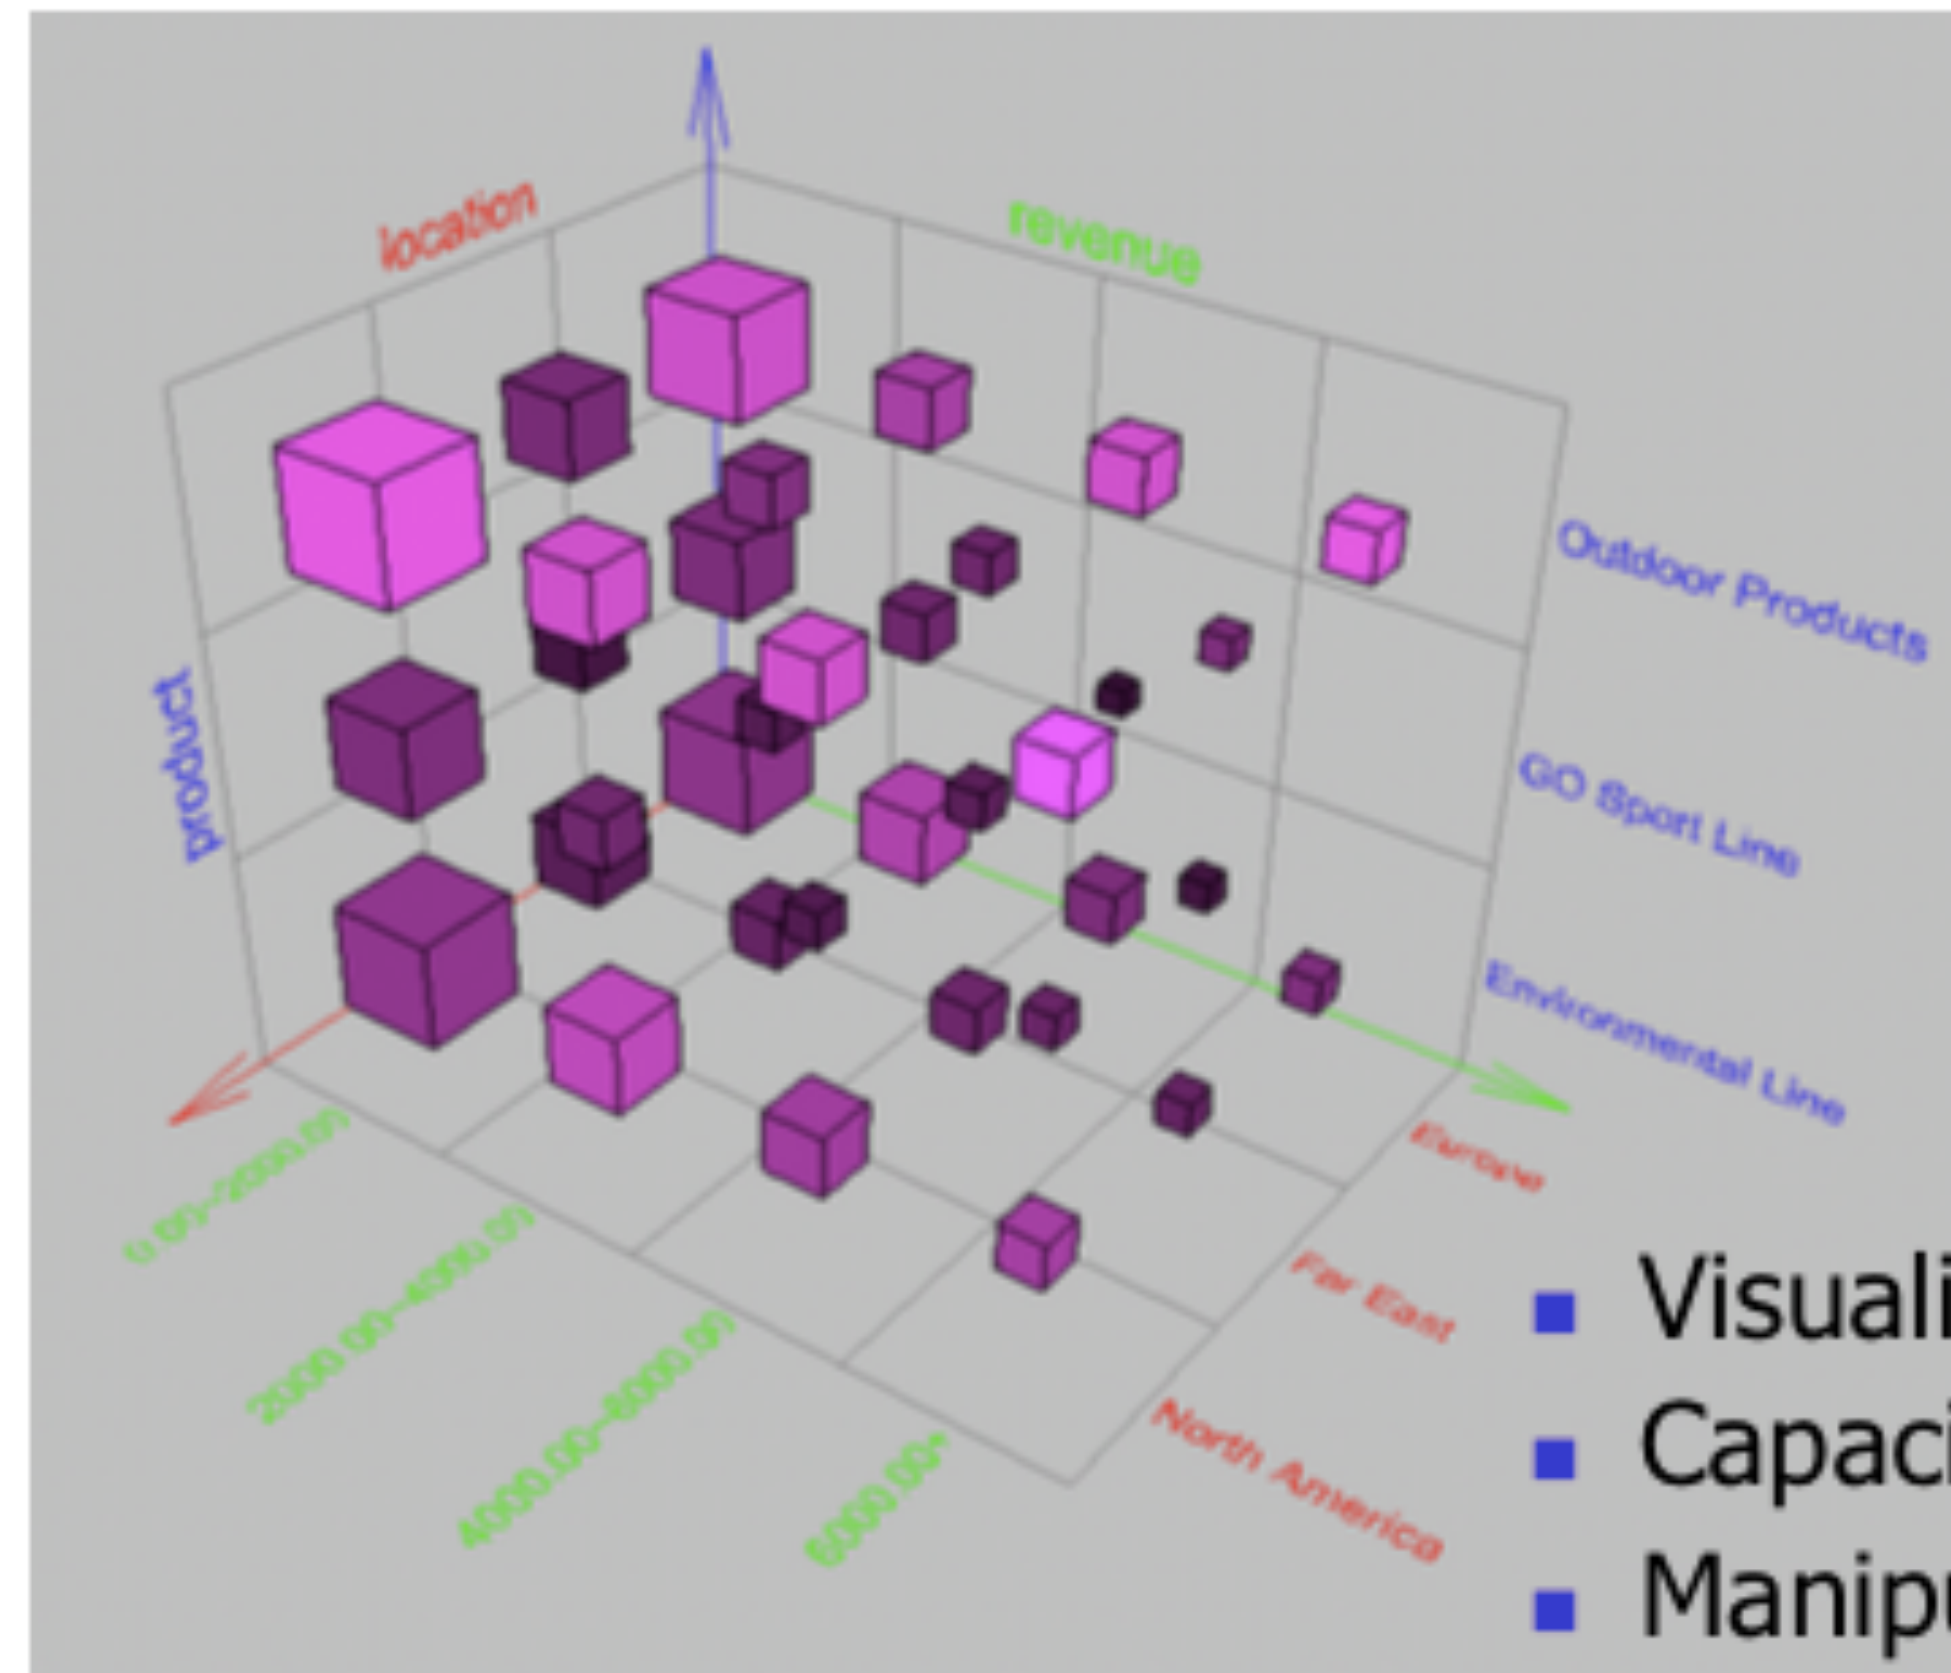 location
revenue
product
Outdoor Products
GO Sport Line
Environmental Line
Europe
Far East
North America
0.00-2000.00
2000.00-4000.00
4000.00-6000.00
6000.00+
Visuali
Capaci
Manipu